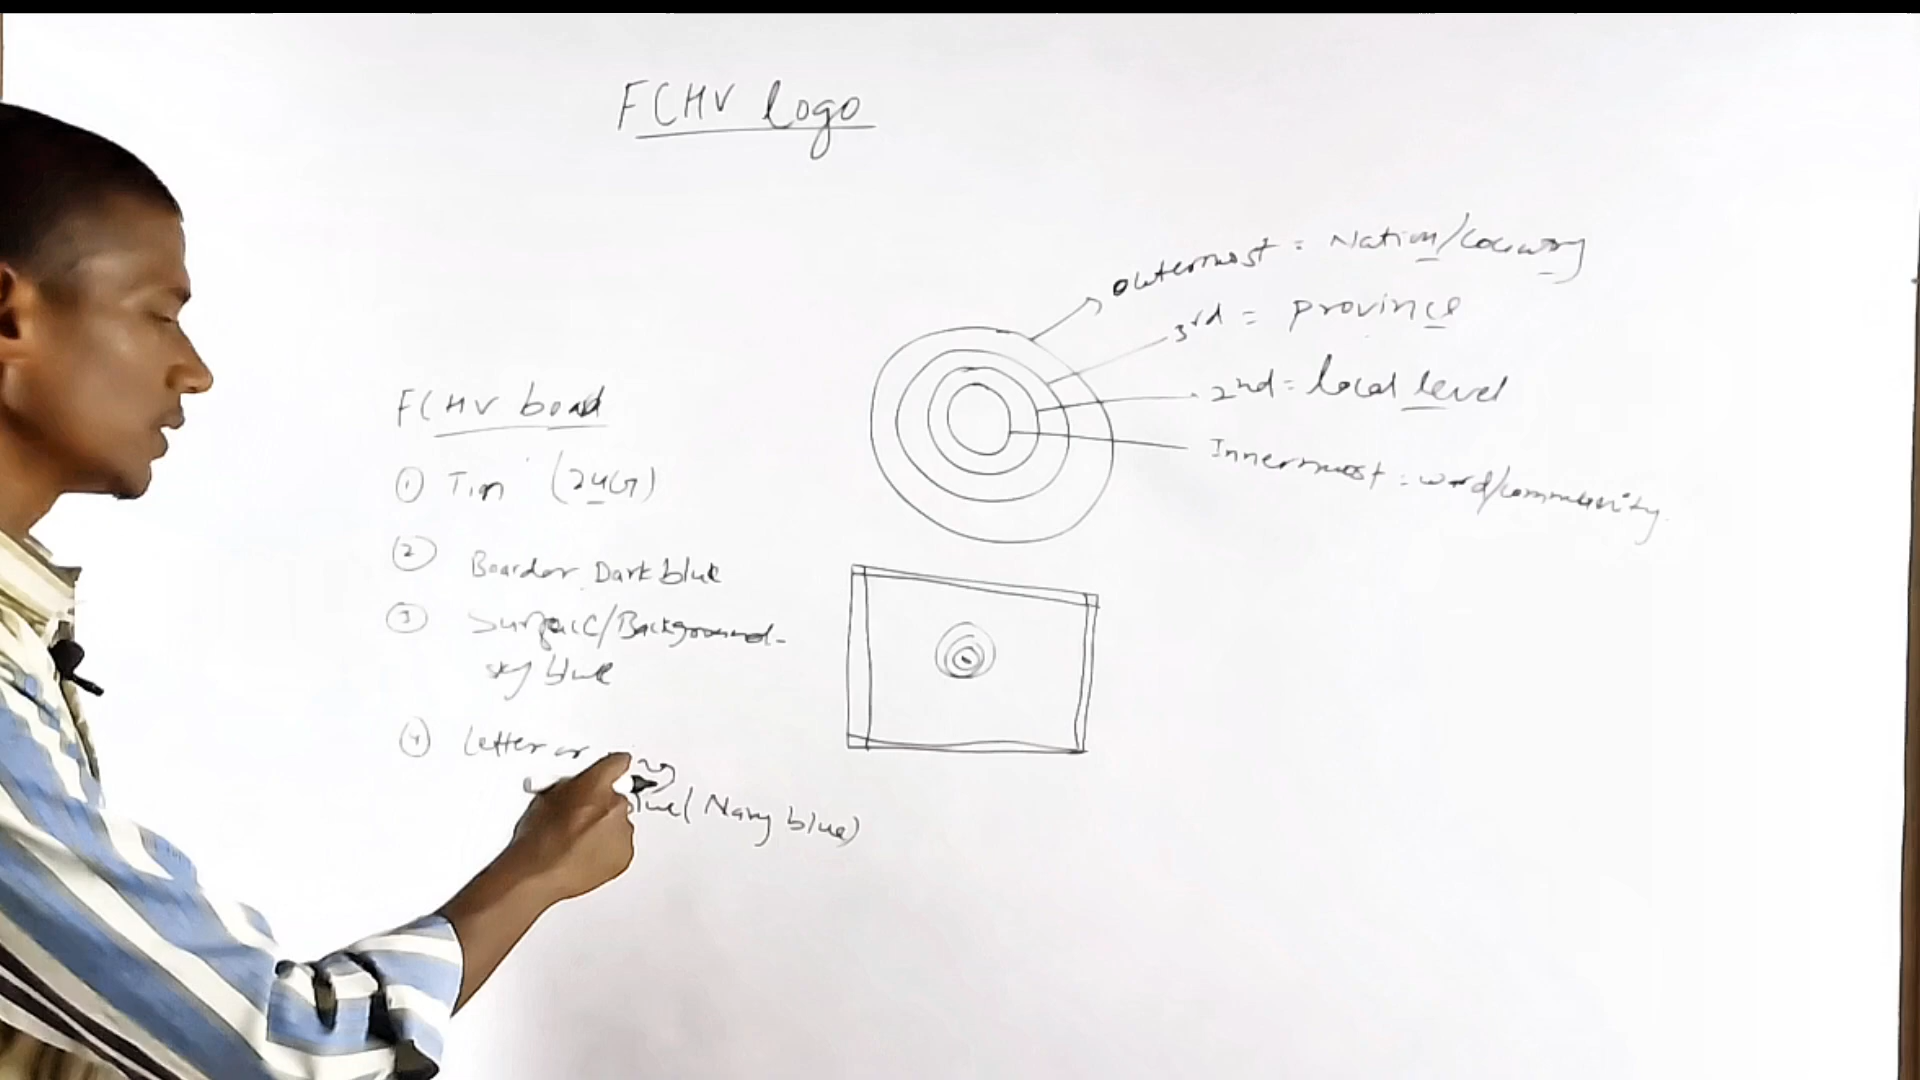 FCHV logo
outermost = Nation/Country
3rd = province
2nd = local level
Innermost = ward/community.
FCHV board
① Tin (24G)
② Boarder Dark blue
③ Surface/Background-
sky blue
④ Letter or
blue (Navy blue)